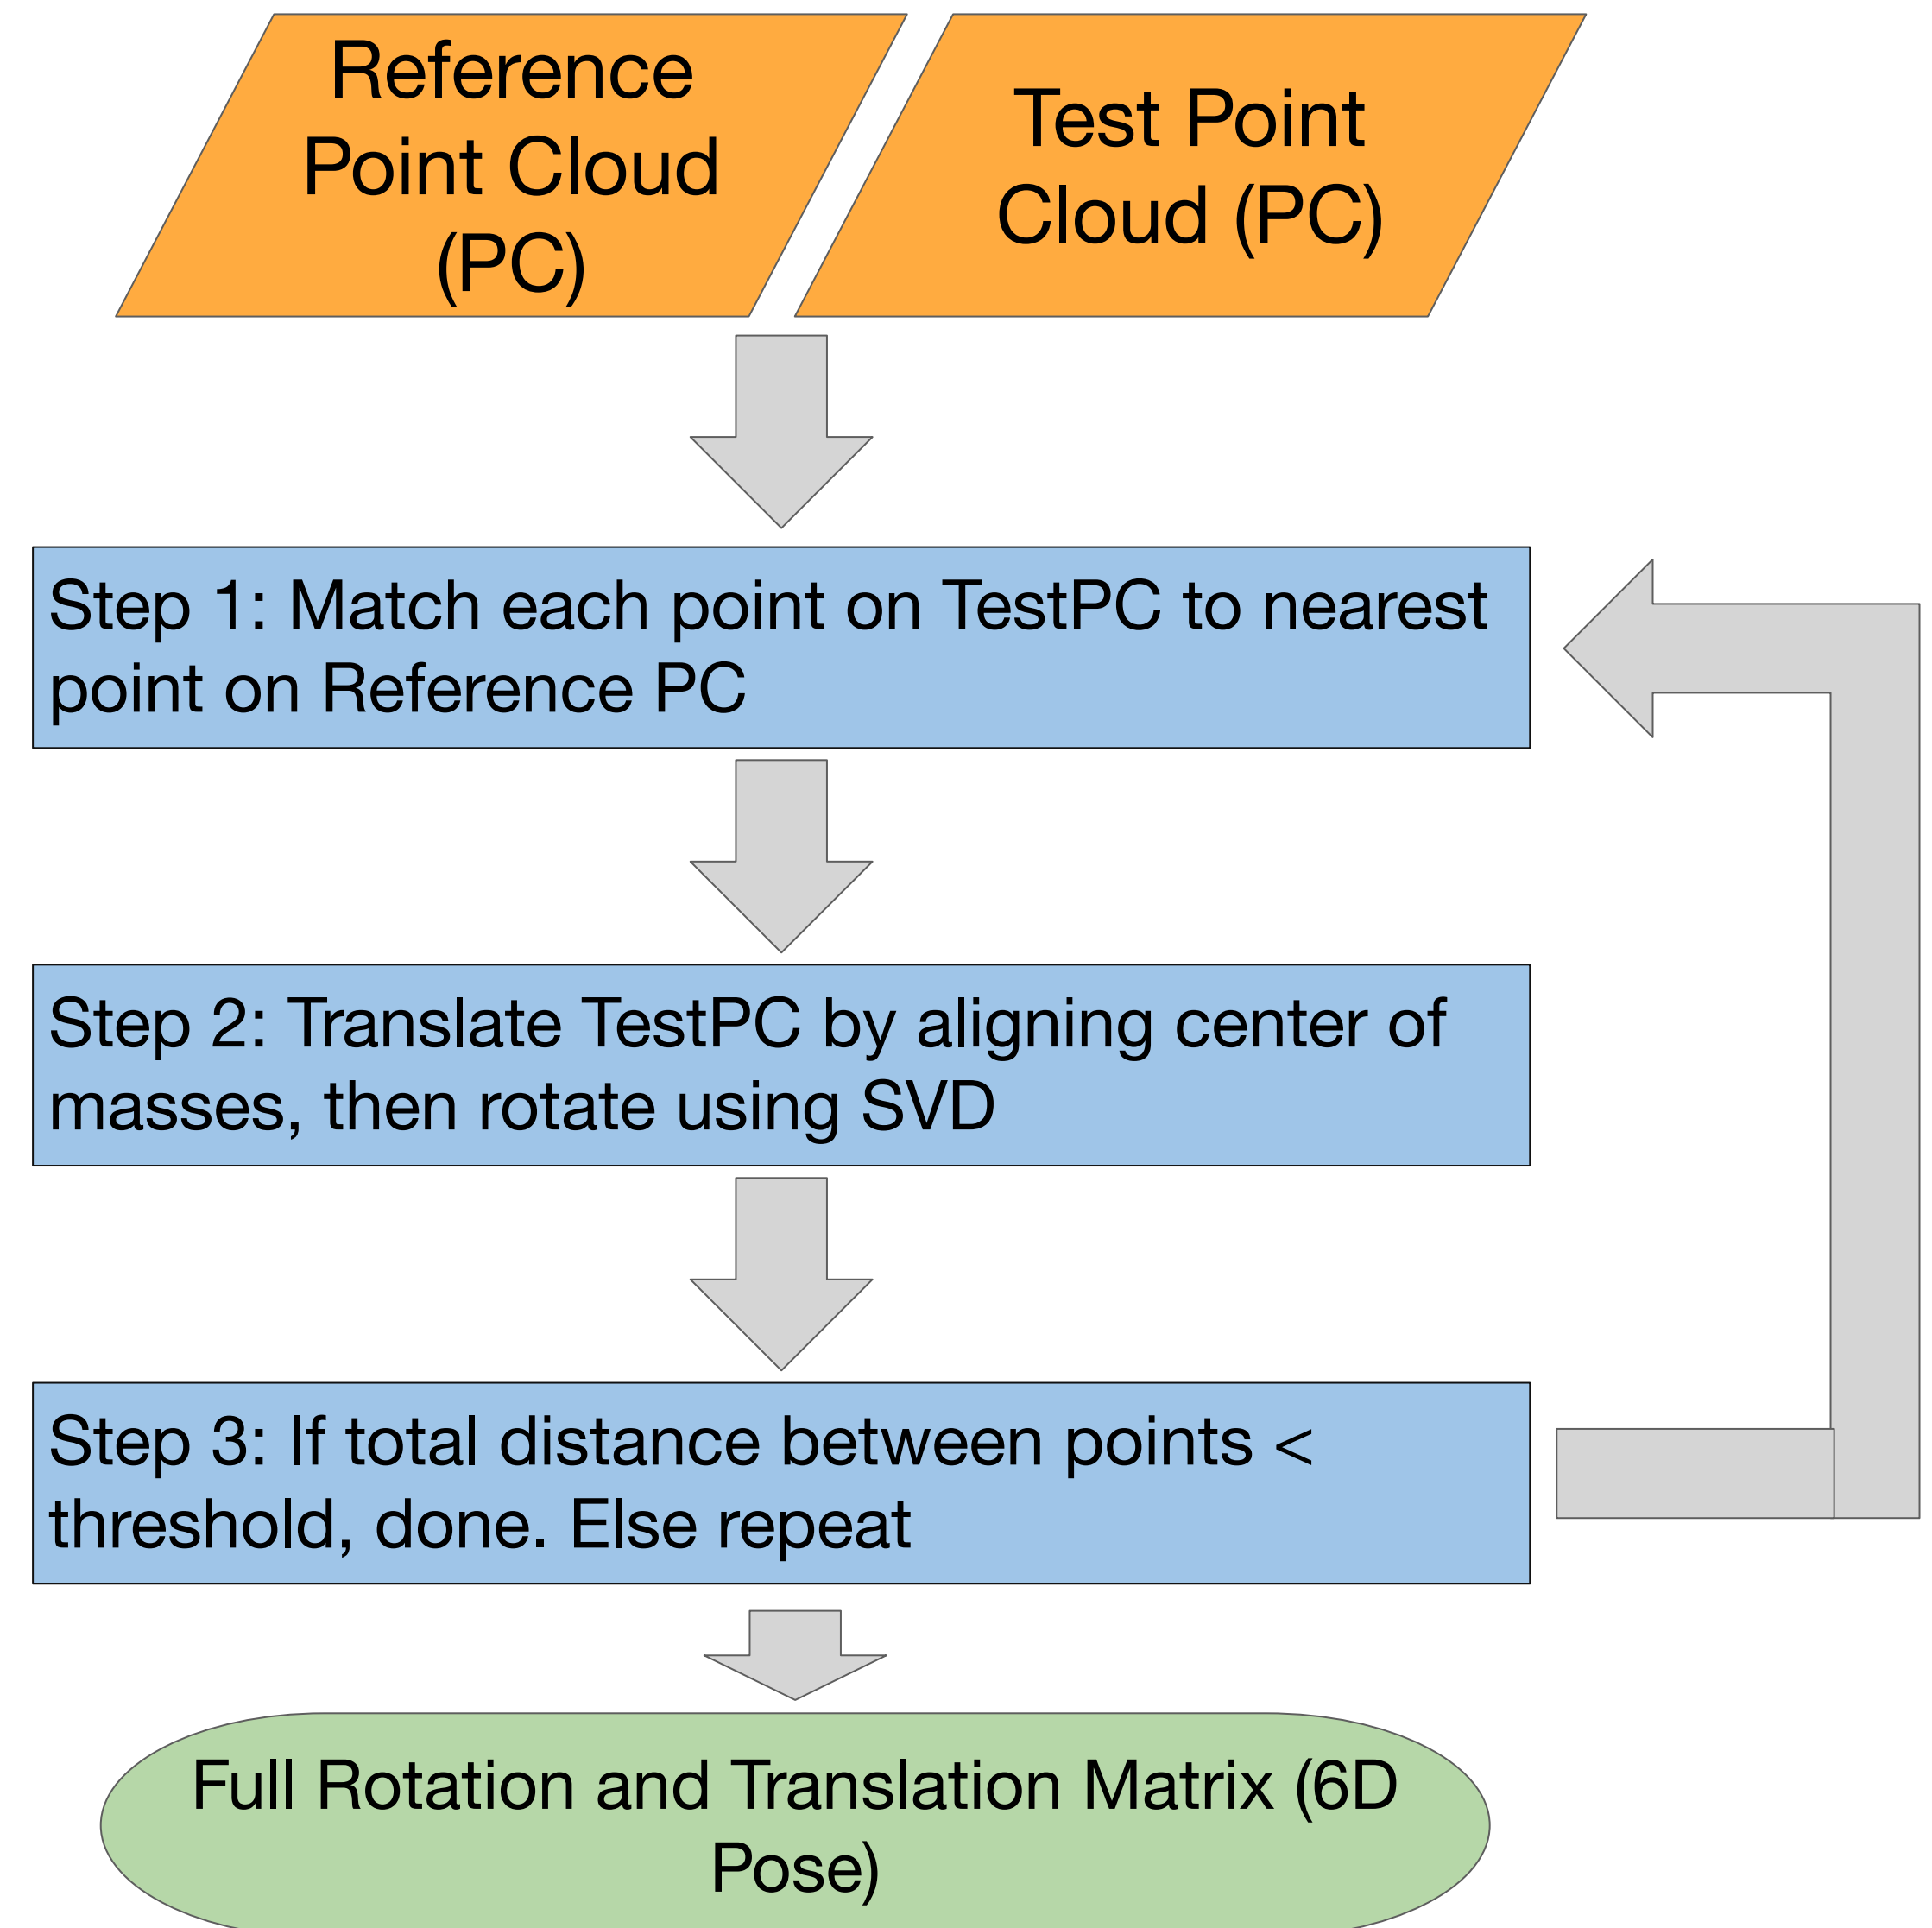 Reference
Point Cloud
(PC)
Test Point
Cloud (PC)
Step 1: Match each point on TestPC to nearest
point on Reference PC
Step 2: Translate TestPC by aligning center of
masses, then rotate using SVD
Step 3: If total distance between points <
threshold, done. Else repeat
Full Rotation and Translation Matrix (6D
Pose)